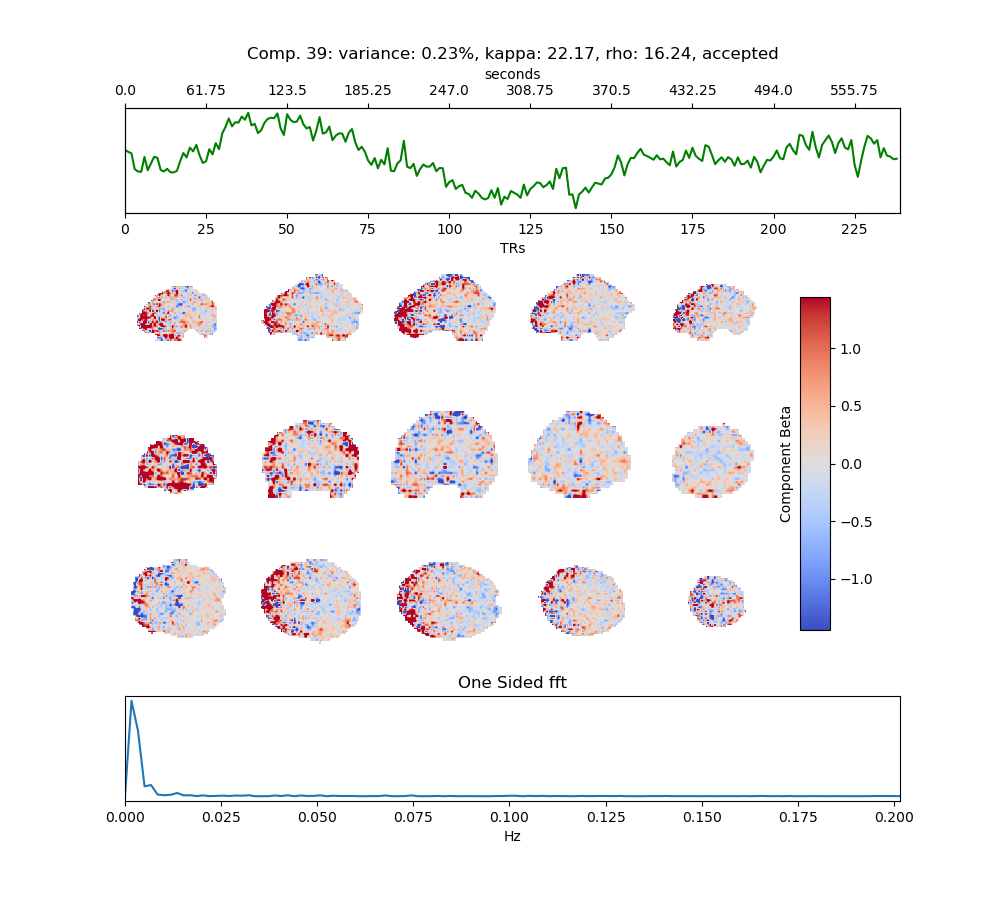 Comp. 39: variance: 0.23%, kappa: 22.17, rho: 16.24, accepted
seconds
0.0 61.75 123.5 185.25 247.0 308.75 370.5 432.25 494.0 555.75
0 25 50 75 100 125 150 175 200 225
TRs
1.0
0.5
0.0
−0.5
−1.0
Component Beta
One Sided fft
0.000 0.025 0.050 0.075 0.100 0.125 0.150 0.175 0.200
Hz